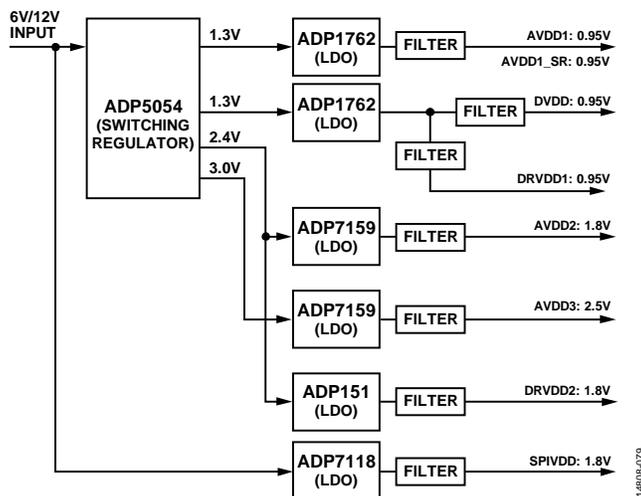 6V/12V
INPUT
ADP5054
(SWITCHING
REGULATOR)
1.3V
ADP1762
(LDO)
FILTER
AVDD1: 0.95V
AVDD1_SR: 0.95V
1.3V
ADP1762
(LDO)
FILTER
DVDD: 0.95V
FILTER
DRVDD1: 0.95V
2.4V
3.0V
ADP7159
(LDO)
FILTER
AVDD2: 1.8V
ADP7159
(LDO)
FILTER
AVDD3: 2.5V
ADP151
(LDO)
FILTER
DRVDD2: 1.8V
ADP7118
(LDO)
FILTER
SPIVDD: 1.8V
14808-079